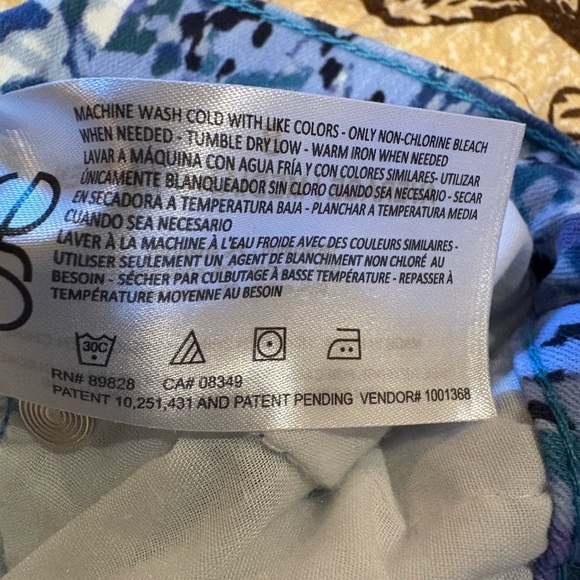 MACHINE WASH COLD WITH LIKE COLORS - ONLY NON-CHLORINE BLEACH
WHEN NEEDED - TUMBLE DRY LOW - WARM IRON WHEN NEEDED
LAVAR A MÁQUINA CON AGUA FRÍA Y CON COLORES SIMILARES- UTILIZAR
ÚNICAMENTE BLANQUEADOR SIN CLORO CUANDO SEA NECESARIO - SECAR
EN SECADORA A TEMPERATURA BAJA - PLANCHAR A TEMPERATURA MEDIA
CUANDO SEA NECESARIO
LAVER À LA MACHINE À L'EAU FROIDE AVEC DES COULEURS SIMILAIRES -
UTILISER SEULEMENT UN AGENT DE BLANCHIMENT NON CHLORÉ AU
BESOIN - SÉCHER PAR CULBUTAGE À BASSE TEMPÉRATURE - REPASSER À
TEMPÉRATURE MOYENNE AU BESOIN
30C
RN# 89828 CA# 08349
PATENT 10,251,431 AND PATENT PENDING VENDOR# 1001368